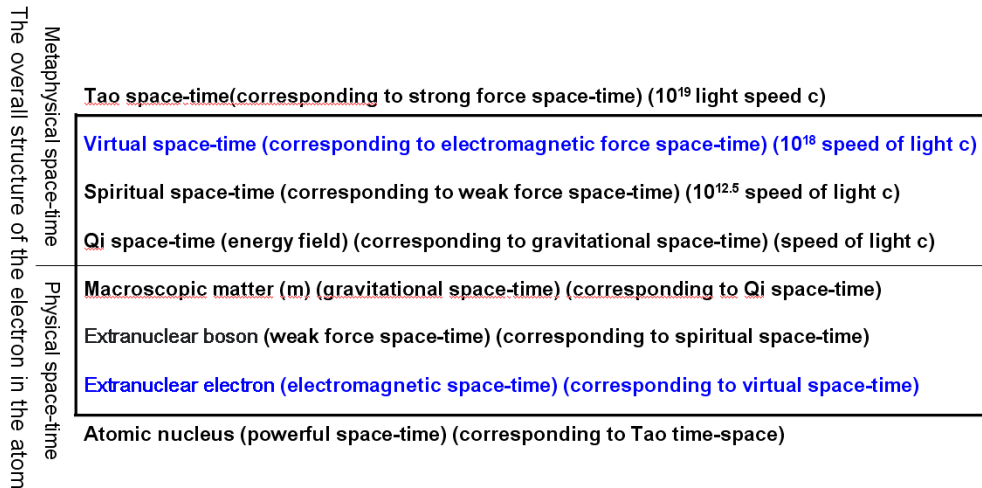 The overall structure of the electron in the atom
Metaphysical space-time
Tao space-time(corresponding to strong force space-time) (10¹⁹ light speed c)
Virtual space-time (corresponding to electromagnetic force space-time) (10¹⁸ speed of light c)
Spiritual space-time (corresponding to weak force space-time) (10¹²·⁵ speed of light c)
Qi space-time (energy field) (corresponding to gravitational space-time) (speed of light c)
Physical space-time
Macroscopic matter (m) (gravitational space-time) (corresponding to Qi space-time)
Extranuclear boson (weak force space-time) (corresponding to spiritual space-time)
Extranuclear electron (electromagnetic space-time) (corresponding to virtual space-time)
Atomic nucleus (powerful space-time) (corresponding to Tao time-space)